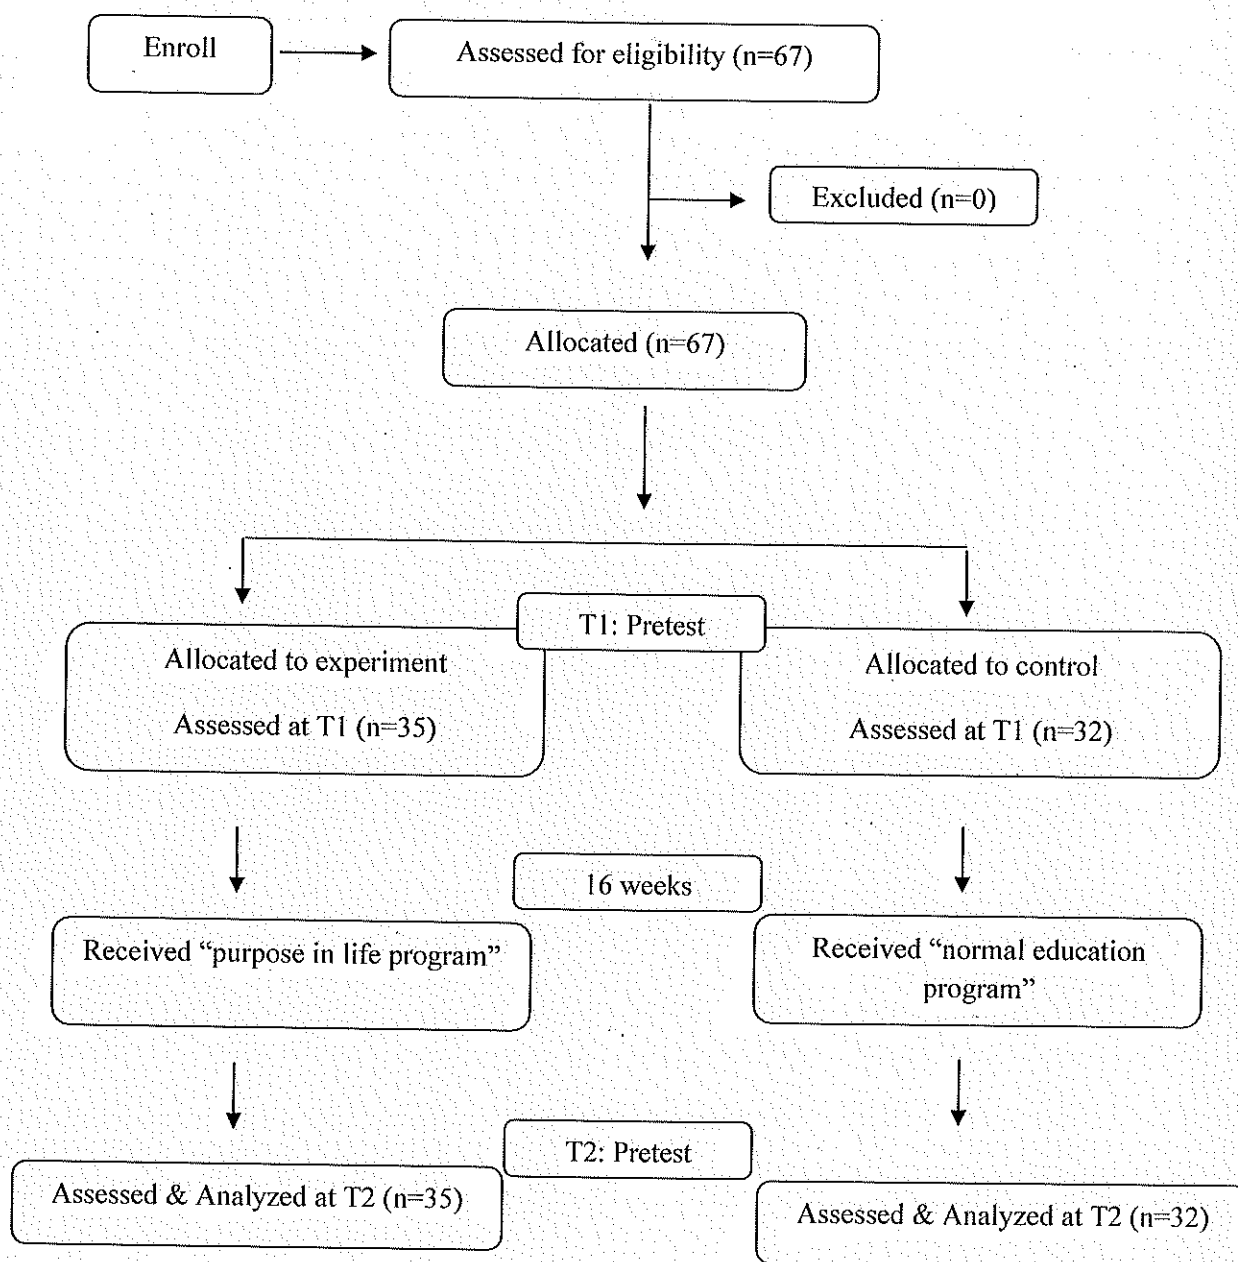 Enroll
Assessed for eligibility (n=67)
Excluded (n=0)
Allocated (n=67)
T1: Pretest
Allocated to experiment
Assessed at T1 (n=35)
Allocated to control
Assessed at T1 (n=32)
16 weeks
Received “purpose in life program”
Received “normal education
program”
T2: Pretest
Assessed & Analyzed at T2 (n=35)
Assessed & Analyzed at T2 (n=32)